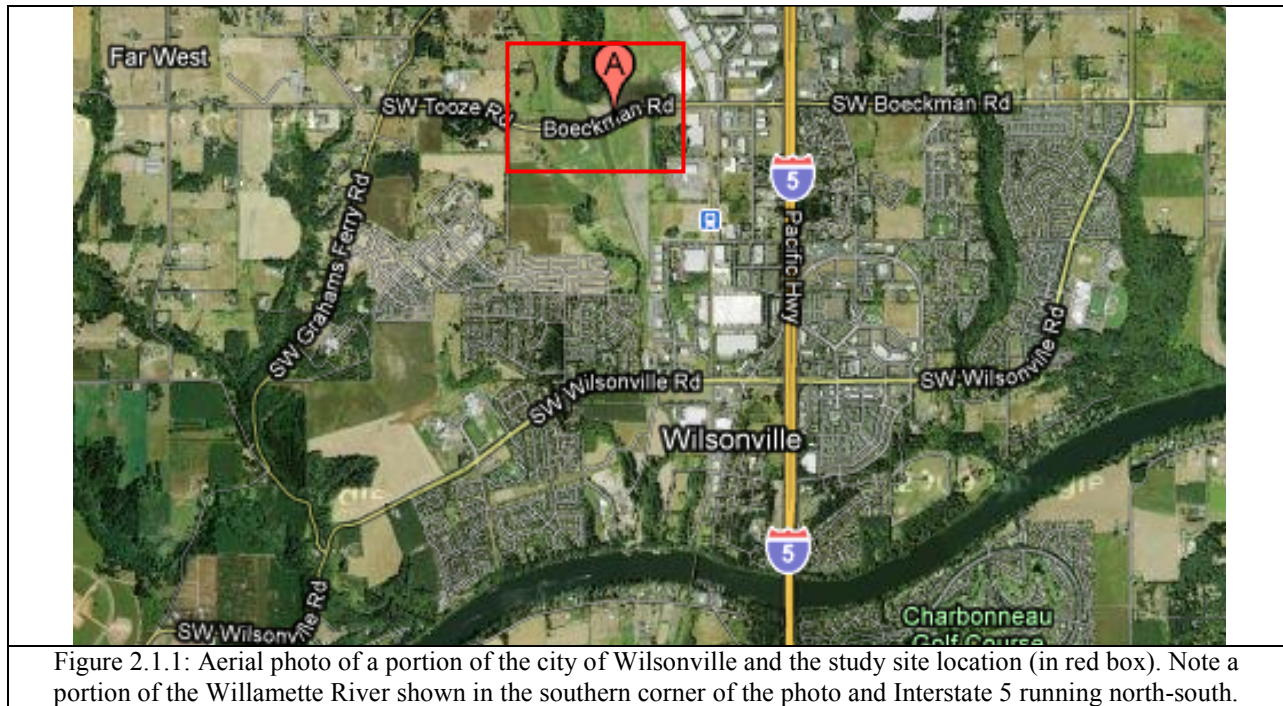 Far West
A
SW Tooze Rd
Boeckman Rd
SW Boeckman Rd
5
SW Grahams Ferry Rd
Pacific Hwy
SW Wilsonville Rd
SW Wilsonville Rd
Wilsonville
5
Charbonneau
Golf Course
SW Wilsonville Rd
Figure 2.1.1: Aerial photo of a portion of the city of Wilsonville and the study site location (in red box). Note a
portion of the Willamette River shown in the southern corner of the photo and Interstate 5 running north-south.